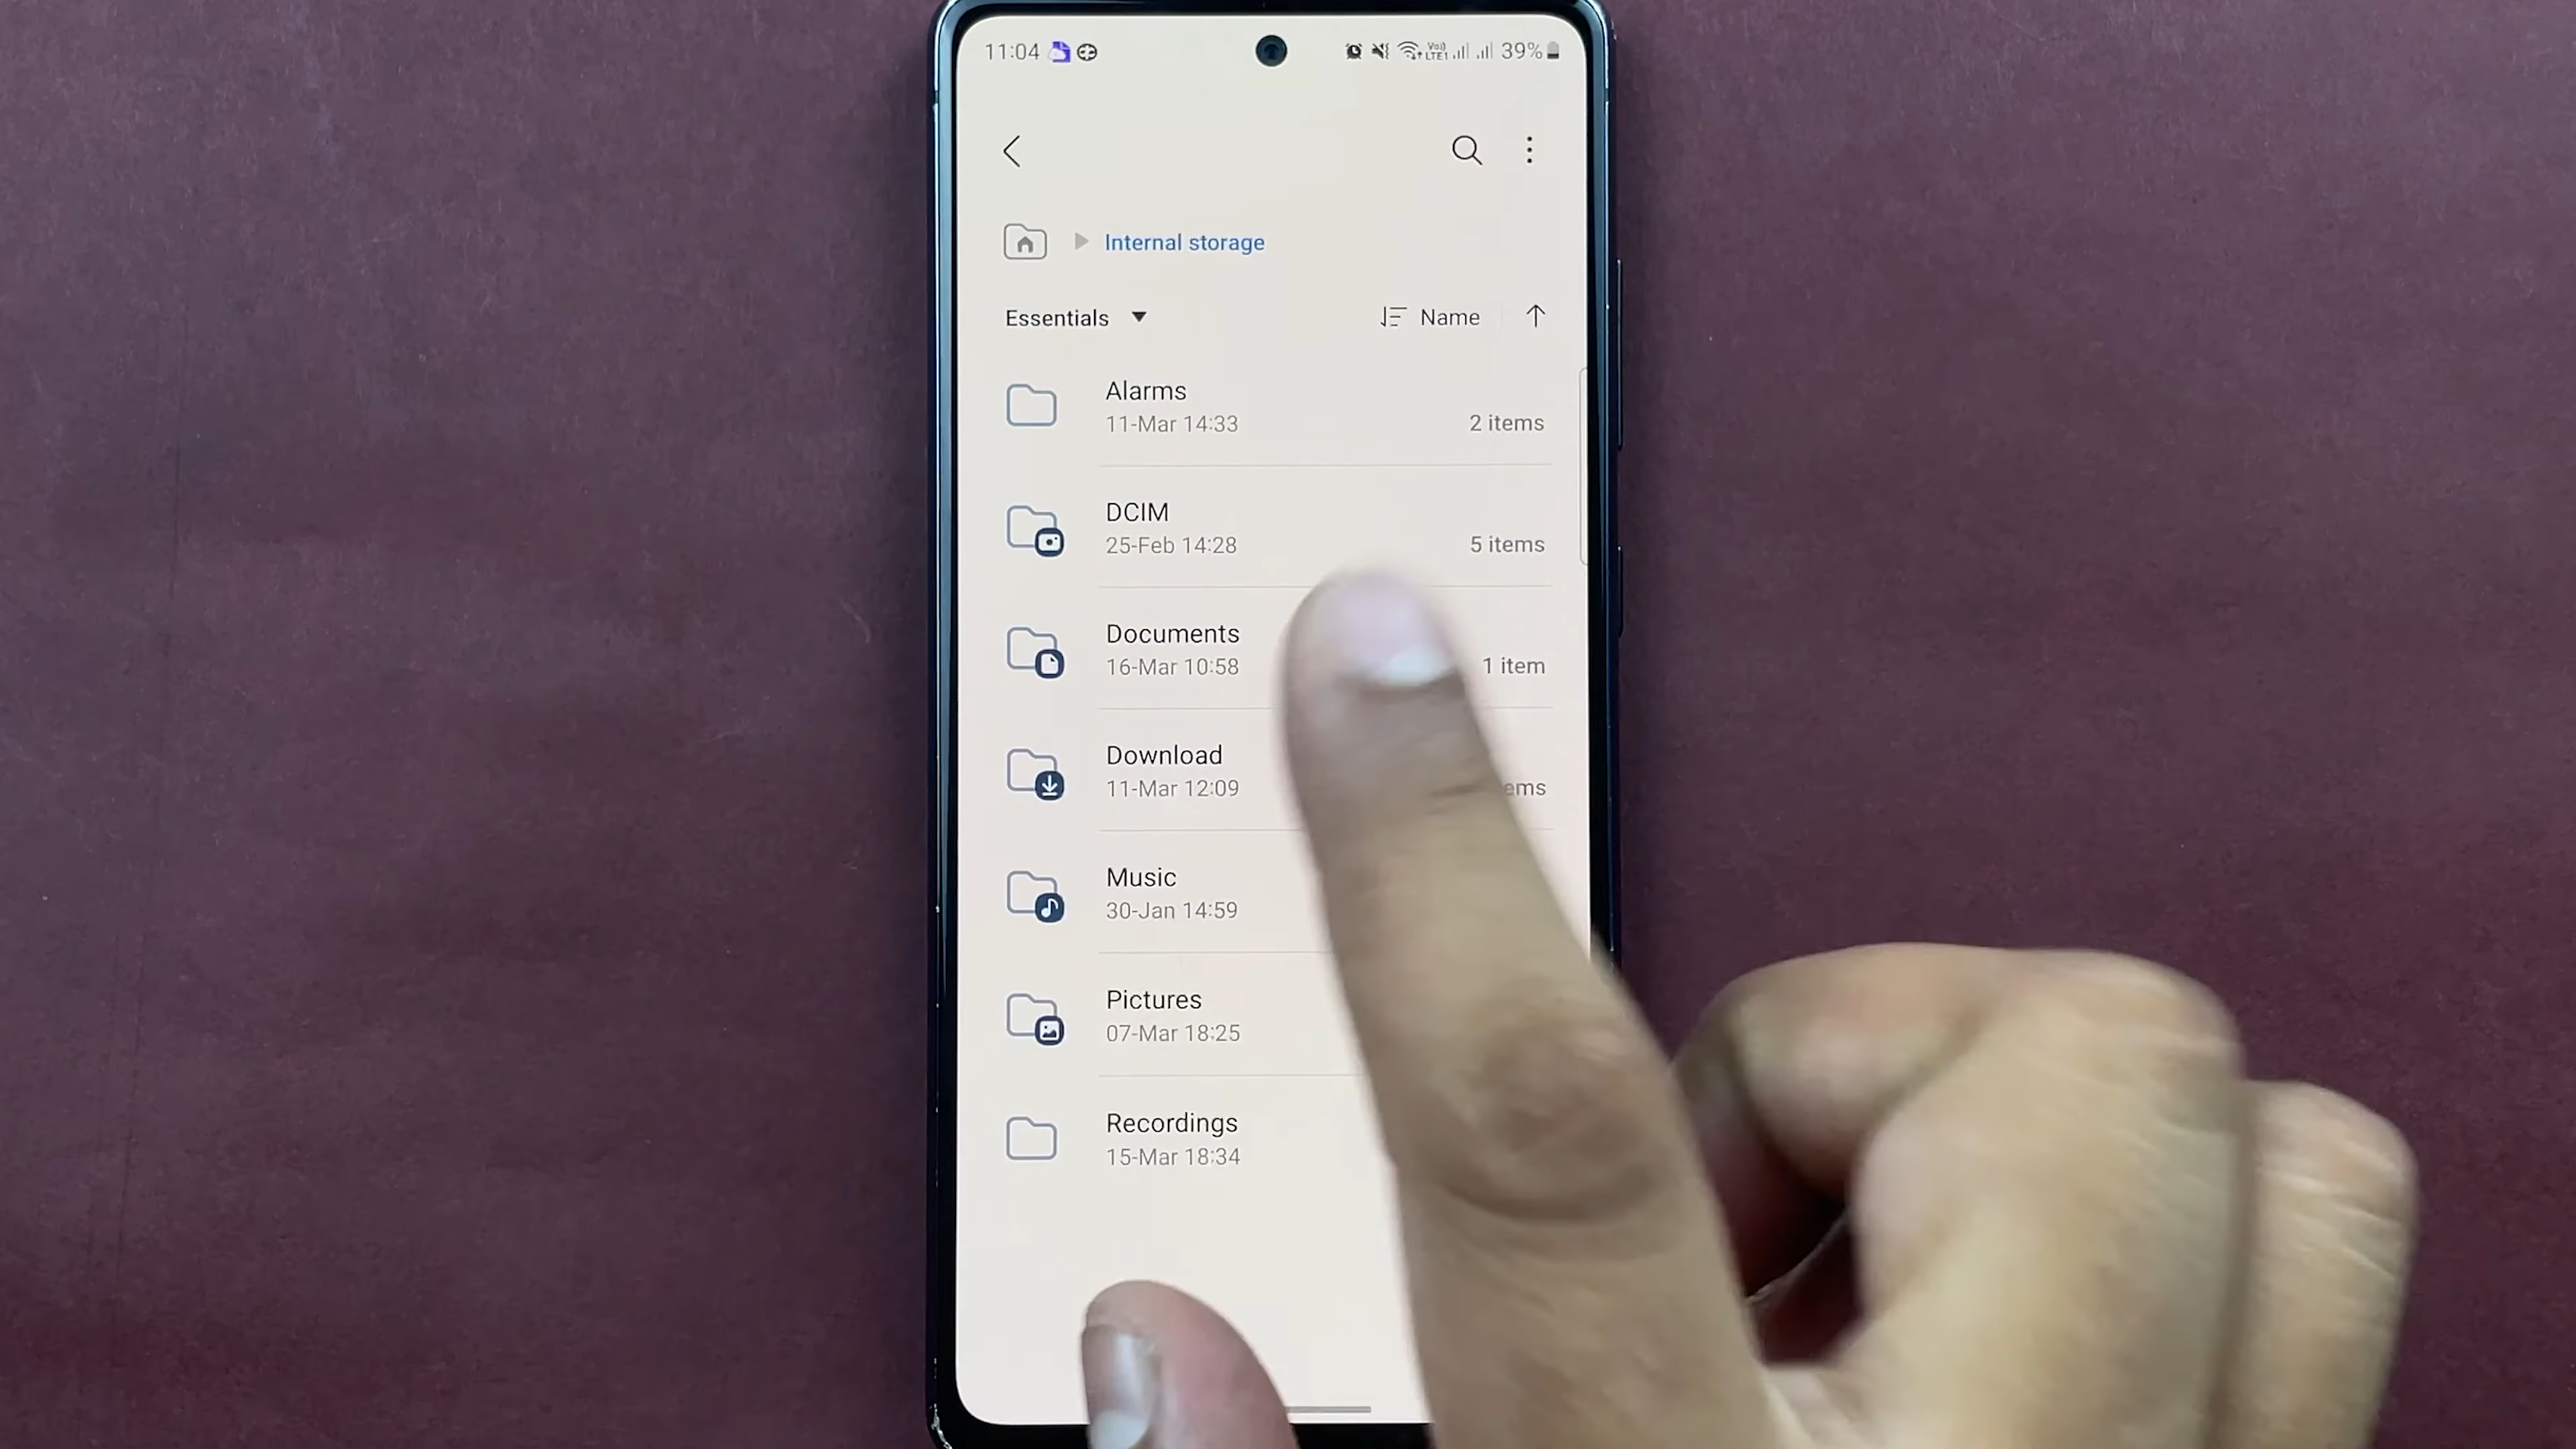 11:04 39%
Internal storage
Essentials Name
Alarms
11-Mar 14:33 2 items
DCIM
25-Feb 14:28 5 items
Documents
16-Mar 10:58 1 item
Download
11-Mar 12:09
Music
30-Jan 14:59
Pictures
07-Mar 18:25
Recordings
15-Mar 18:34